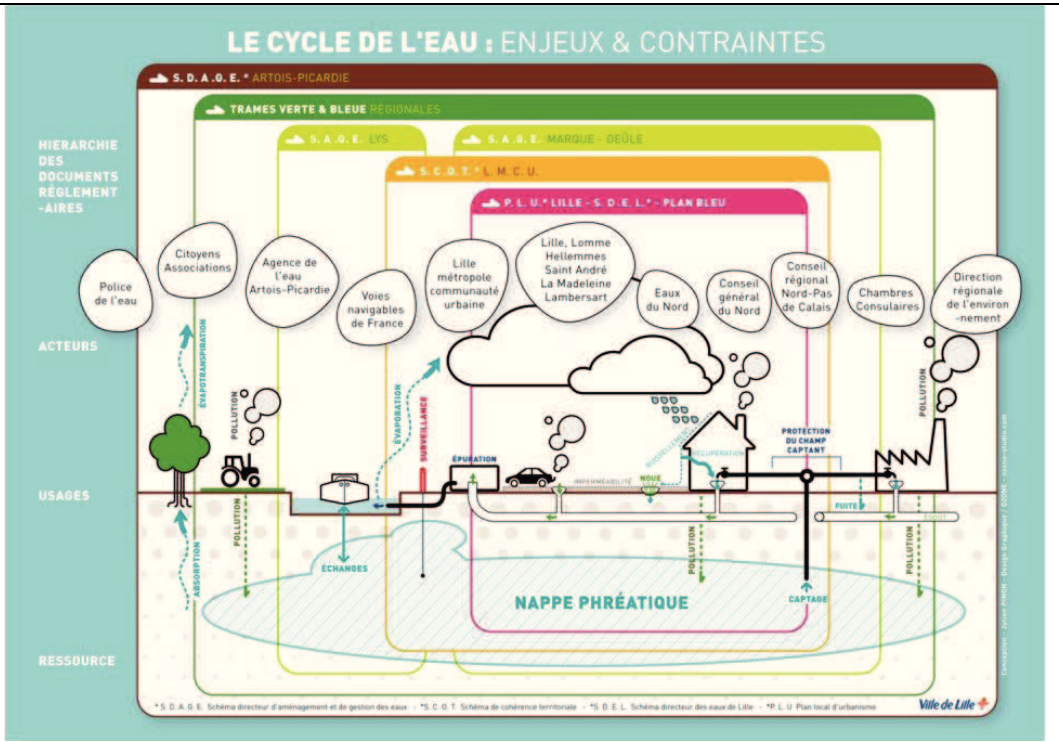 LE CYCLE DE L'EAU : ENJEUX & CONTRAINTES
S. D. A. G. E. * ARTOIS-PICARDIE
TRAMES VERTE & BLEUE RÉGIONALES
S. A. G. E. LYS
S. A. G. E. MARQUE - DEÛLE
S. C. O. T. * L. M. C. U.
P. L. U.* LILLE - S. D. E. L.* - PLAN BLEU
HIERARCHIE
DES
DOCUMENTS
RÉGLEMENT
-AIRES
Police
de l'eau
Citoyens
Associations
Agence de
l'eau
Artois-Picardie
Voies
navigables
de France
Lille
métropole
communauté
urbaine
Lille, Lomme
Hellemmes
Saint André
La Madeleine
Lambersart
Eaux
du Nord
Conseil
général
du Nord
Conseil
régional
Nord-Pas
de Calais
Chambres
Consulaires
Direction
régionale
de l'environ
-nement
ACTEURS
ÉVAPOTRANSPIRATION
POLLUTION
ÉVAPORATION
SURVEILLANCE
ÉPURATION
IMPERMÉABILITÉ
NOUE
RUISSELLEMENT
RÉCUPÉRATION
PROTECTION
DU CHAMP
CAPTANT
POLLUTION
USAGES
FUITE
ÉGOUT
ABSORPTION
POLLUTION
ÉCHANGES
POLLUTION
CAPTAGE
POLLUTION
NAPPE PHRÉATIQUE
RESSOURCE
*S. D. A. G. E. Schéma directeur d'aménagement et de gestion des eaux - *S. C. O. T. Schéma de cohérence territoriale - *S. D. E. L. Schéma directeur des eaux de Lille - *P. L. U Plan local d'urbanisme
Ville de Lille